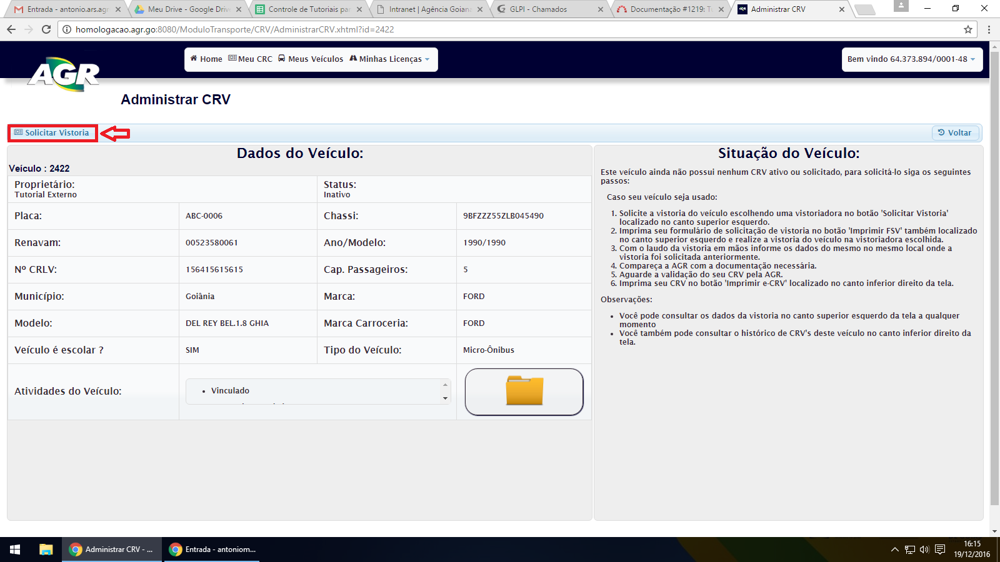 Entrada - antonio.ars.agr
Meu Drive - Google Drive
Controle de Tutoriais pa
Intranet | Agência Goian
GLPI - Chamados
Documentação #1219: T
Administrar CRV
homologacao.agr.go:8080/ModuloTransporte/CRV/AdministrarCRV.xhtml?id=2422
AGR
Home Meu CRC Meus Veículos Minhas Licenças
Bem vindo 64.373.894/0001-48
Administrar CRV
Solicitar Vistoria
Voltar
Dados do Veículo:
Veículo : 2422
Proprietário:
Tutorial Externo
Status:
Inativo
Placa: ABC-0006 Chassi: 9BFZZZ55ZLB045490
Renavam: 00523580061 Ano/Modelo: 1990/1990
Nº CRLV: 156415615615 Cap. Passageiros: 5
Município: Goiânia Marca: FORD
Modelo: DEL REY BEL.1.8 GHIA Marca Carroceria: FORD
Veículo é escolar ? SIM Tipo do Veículo: Micro-Ônibus
Atividades do Veículo: • Vinculado
Situação do Veículo:
Este veículo ainda não possui nenhum CRV ativo ou solicitado, para solicitá-lo siga os seguintes
passos:
Caso seu veículo seja usado:
1. Solicite a vistoria do veículo escolhendo uma vistoriadora no botão 'Solicitar Vistoria'
localizado no canto superior esquerdo.
2. Imprima seu formulário de solicitação de vistoria no botão 'Imprimir FSV' também localizado
no canto superior esquerdo e realize a vistoria do veículo na vistoriadora escolhida.
3. Com o laudo da vistoria em mãos informe os dados do mesmo no mesmo local onde a
vistoria foi solicitada anteriormente.
4. Compareça a AGR com a documentação necessária.
5. Aguarde a validação do seu CRV pela AGR.
6. Imprima seu CRV no botão 'Imprimir e-CRV' localizado no canto inferior direito da tela.
Observações:
• Você pode consultar os dados da vistoria no canto superior esquerdo da tela a qualquer
momento
• Você também pode consultar o histórico de CRV's deste veículo no canto inferior direito da
tela.
Administrar CRV - ...
Entrada - antoniom...
16:15
19/12/2016